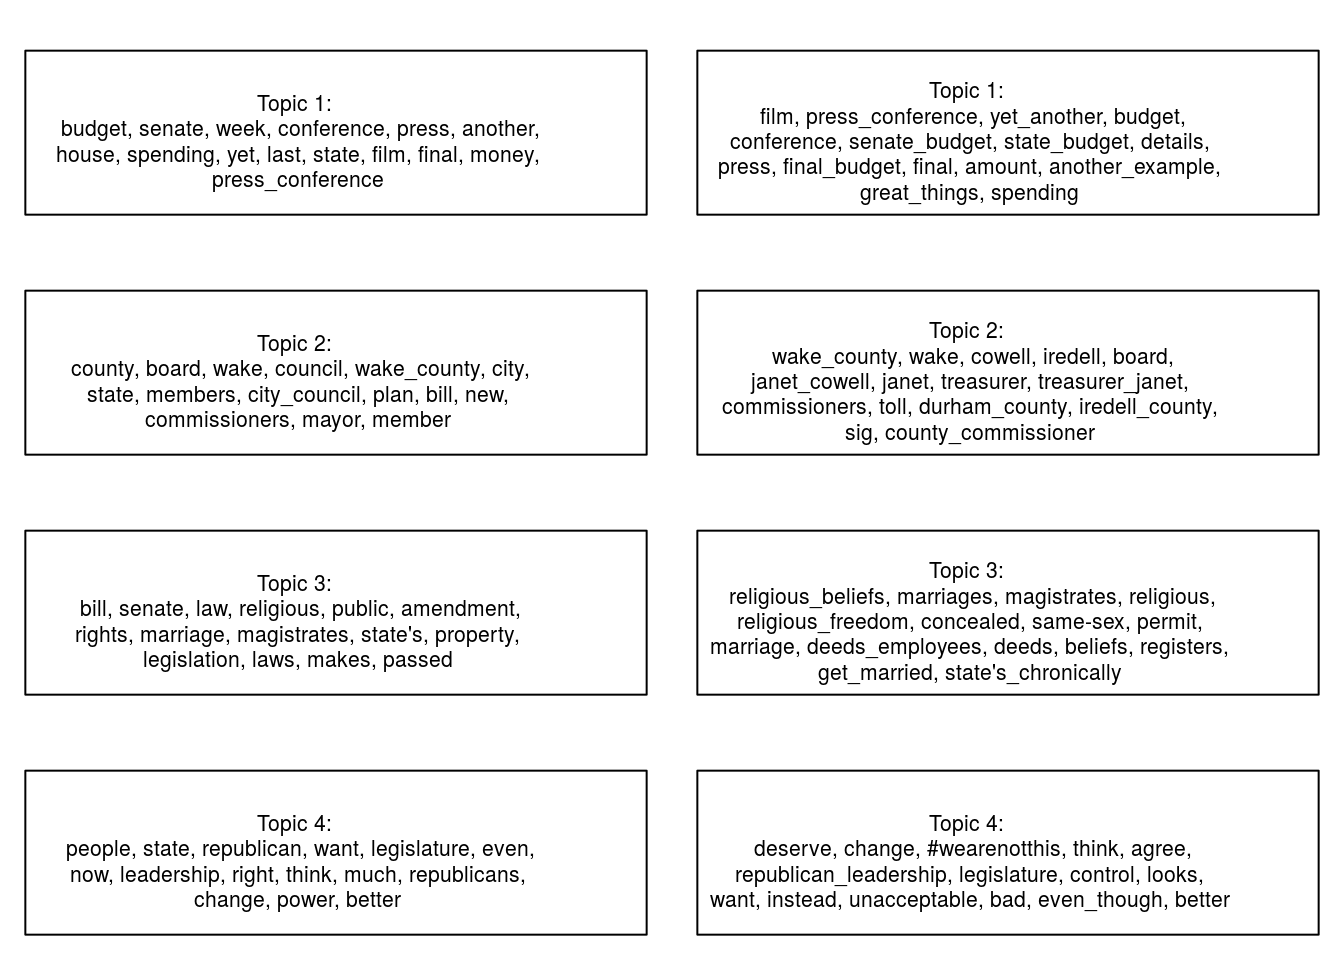 Topic 1:
budget, senate, week, conference, press, another,
house, spending, yet, last, state, film, final, money,
press_conference
Topic 1:
film, press_conference, yet_another, budget,
conference, senate_budget, state_budget, details,
press, final_budget, final, amount, another_example,
great_things, spending
Topic 2:
county, board, wake, council, wake_county, city,
state, members, city_council, plan, bill, new,
commissioners, mayor, member
Topic 2:
wake_county, wake, cowell, iredell, board,
janet_cowell, janet, treasurer, treasurer_janet,
commissioners, toll, durham_county, iredell_county,
sig, county_commissioner
Topic 3:
bill, senate, law, religious, public, amendment,
rights, marriage, magistrates, state's, property,
legislation, laws, makes, passed
Topic 3:
religious_beliefs, marriages, magistrates, religious,
religious_freedom, concealed, same-sex, permit,
marriage, deeds_employees, deeds, beliefs, registers,
get_married, state's_chronically
Topic 4:
people, state, republican, want, legislature, even,
now, leadership, right, think, much, republicans,
change, power, better
Topic 4:
deserve, change, #wearenotthis, think, agree,
republican_leadership, legislature, control, looks,
want, instead, unacceptable, bad, even_though, better